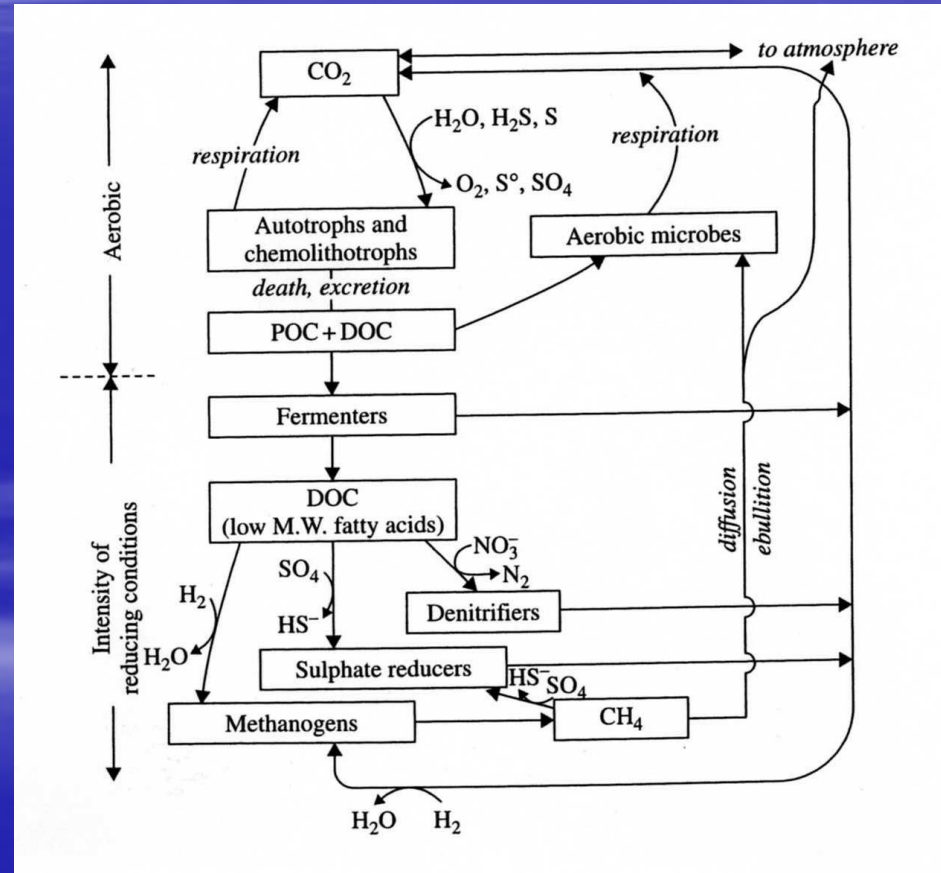 CO₂
to atmosphere
H₂O, H₂S, S
respiration
respiration
O₂, S°, SO₄
Aerobic
Autotrophs and
chemolithotrophs
Aerobic microbes
death, excretion
POC + DOC
Fermenters
DOC
(low M.W. fatty acids)
diffusion
ebullition
Intensity of
reducing conditions
NO₃⁻
N₂
SO₄
HS⁻
H₂
H₂O
Denitrifiers
Sulphate reducers
HS⁻
SO₄
Methanogens
CH₄
H₂O
H₂